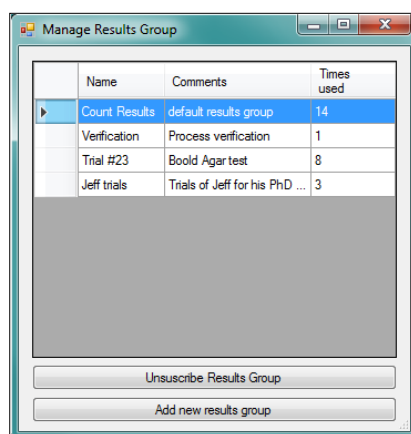 Manage Results Group
Name Comments Times used
Count Results default results group 14
Verification Process verification 1
Trial #23 Boold Agar test 8
Jeff trials Trials of Jeff for his PhD ... 3
Unsuscribe Results Group
Add new results group